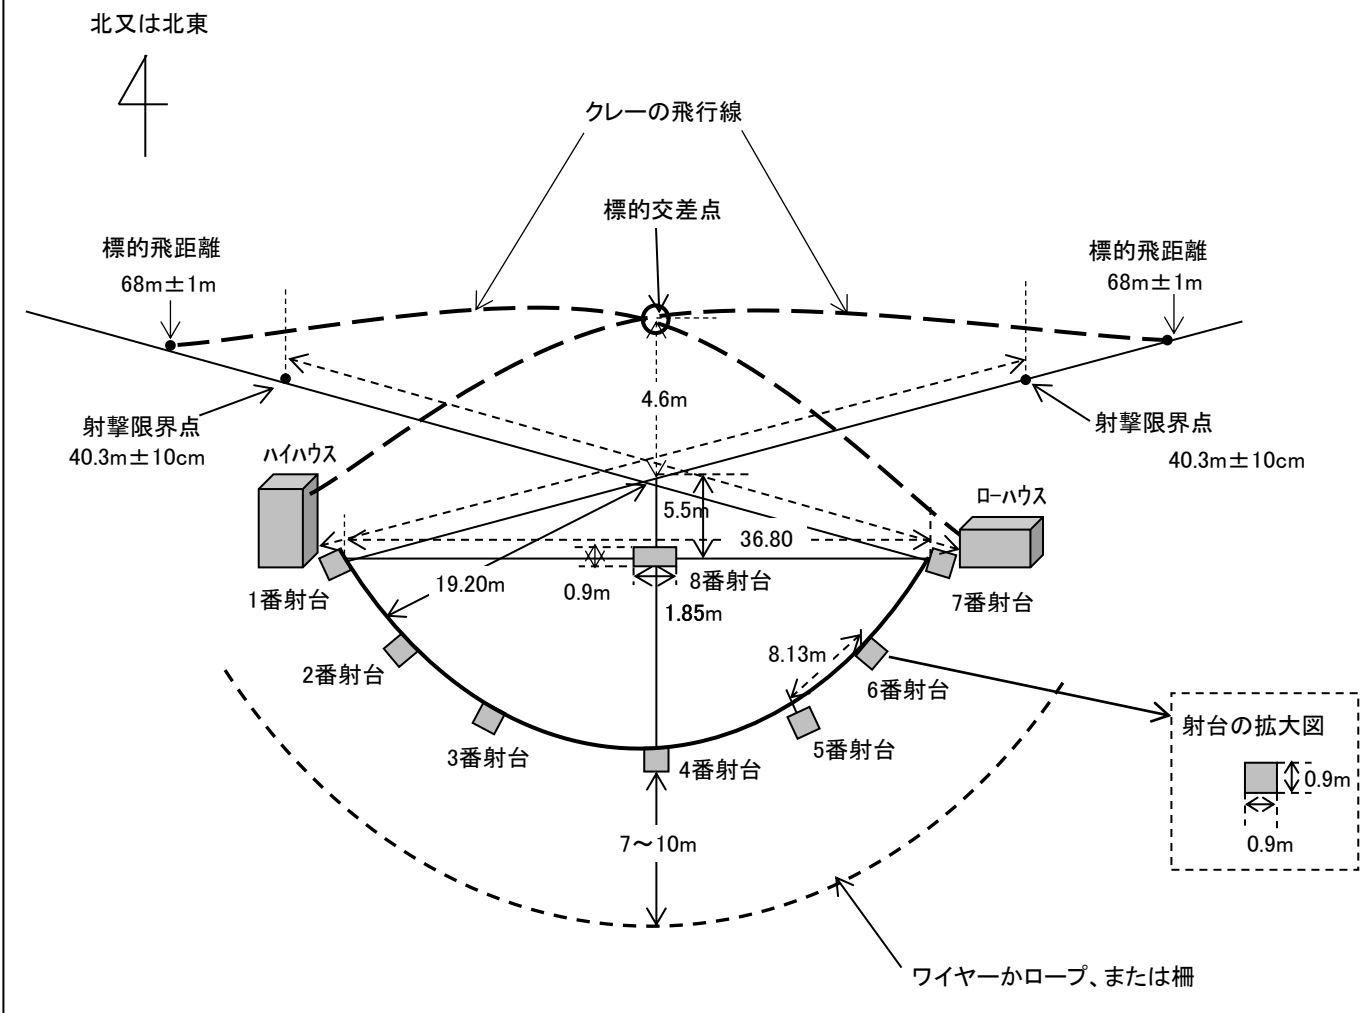 北又は北東
クレーの飛行線
標的交差点
標的飛距離
68m±1m
標的飛距離
68m±1m
4.6m
射撃限界点
40.3m±10cm
射撃限界点
40.3m±10cm
ﾊｲﾊｳｽ
ﾛｰﾊｳｽ
5.5m
36.80
19.20m
0.9m
8番射台
1.85m
1番射台
7番射台
2番射台
8.13m
6番射台
3番射台
4番射台
5番射台
射台の拡大図
0.9m
0.9m
7～10m
ワイヤーかロープ、または柵